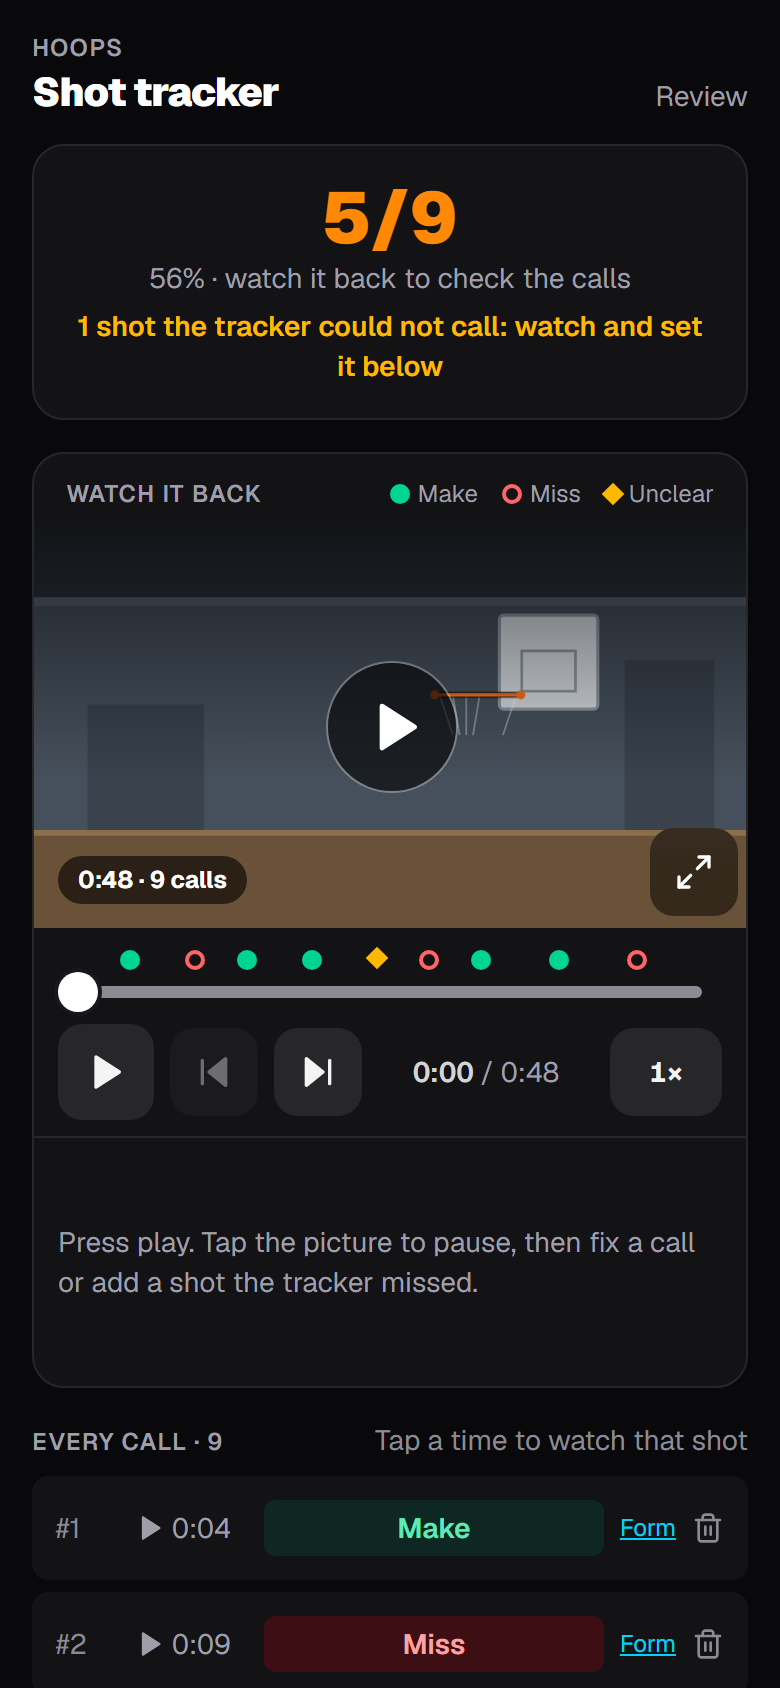 HOOPS
Shot tracker
Review
5/9
56% · watch it back to check the calls
1 shot the tracker could not call: watch and set
it below
WATCH IT BACK
Make
Miss
Unclear
0:48 · 9 calls
0:00 / 0:48
1×
Press play. Tap the picture to pause, then fix a call
or add a shot the tracker missed.
EVERY CALL · 9
Tap a time to watch that shot
#1
0:04
Make
Form
#2
0:09
Miss
Form